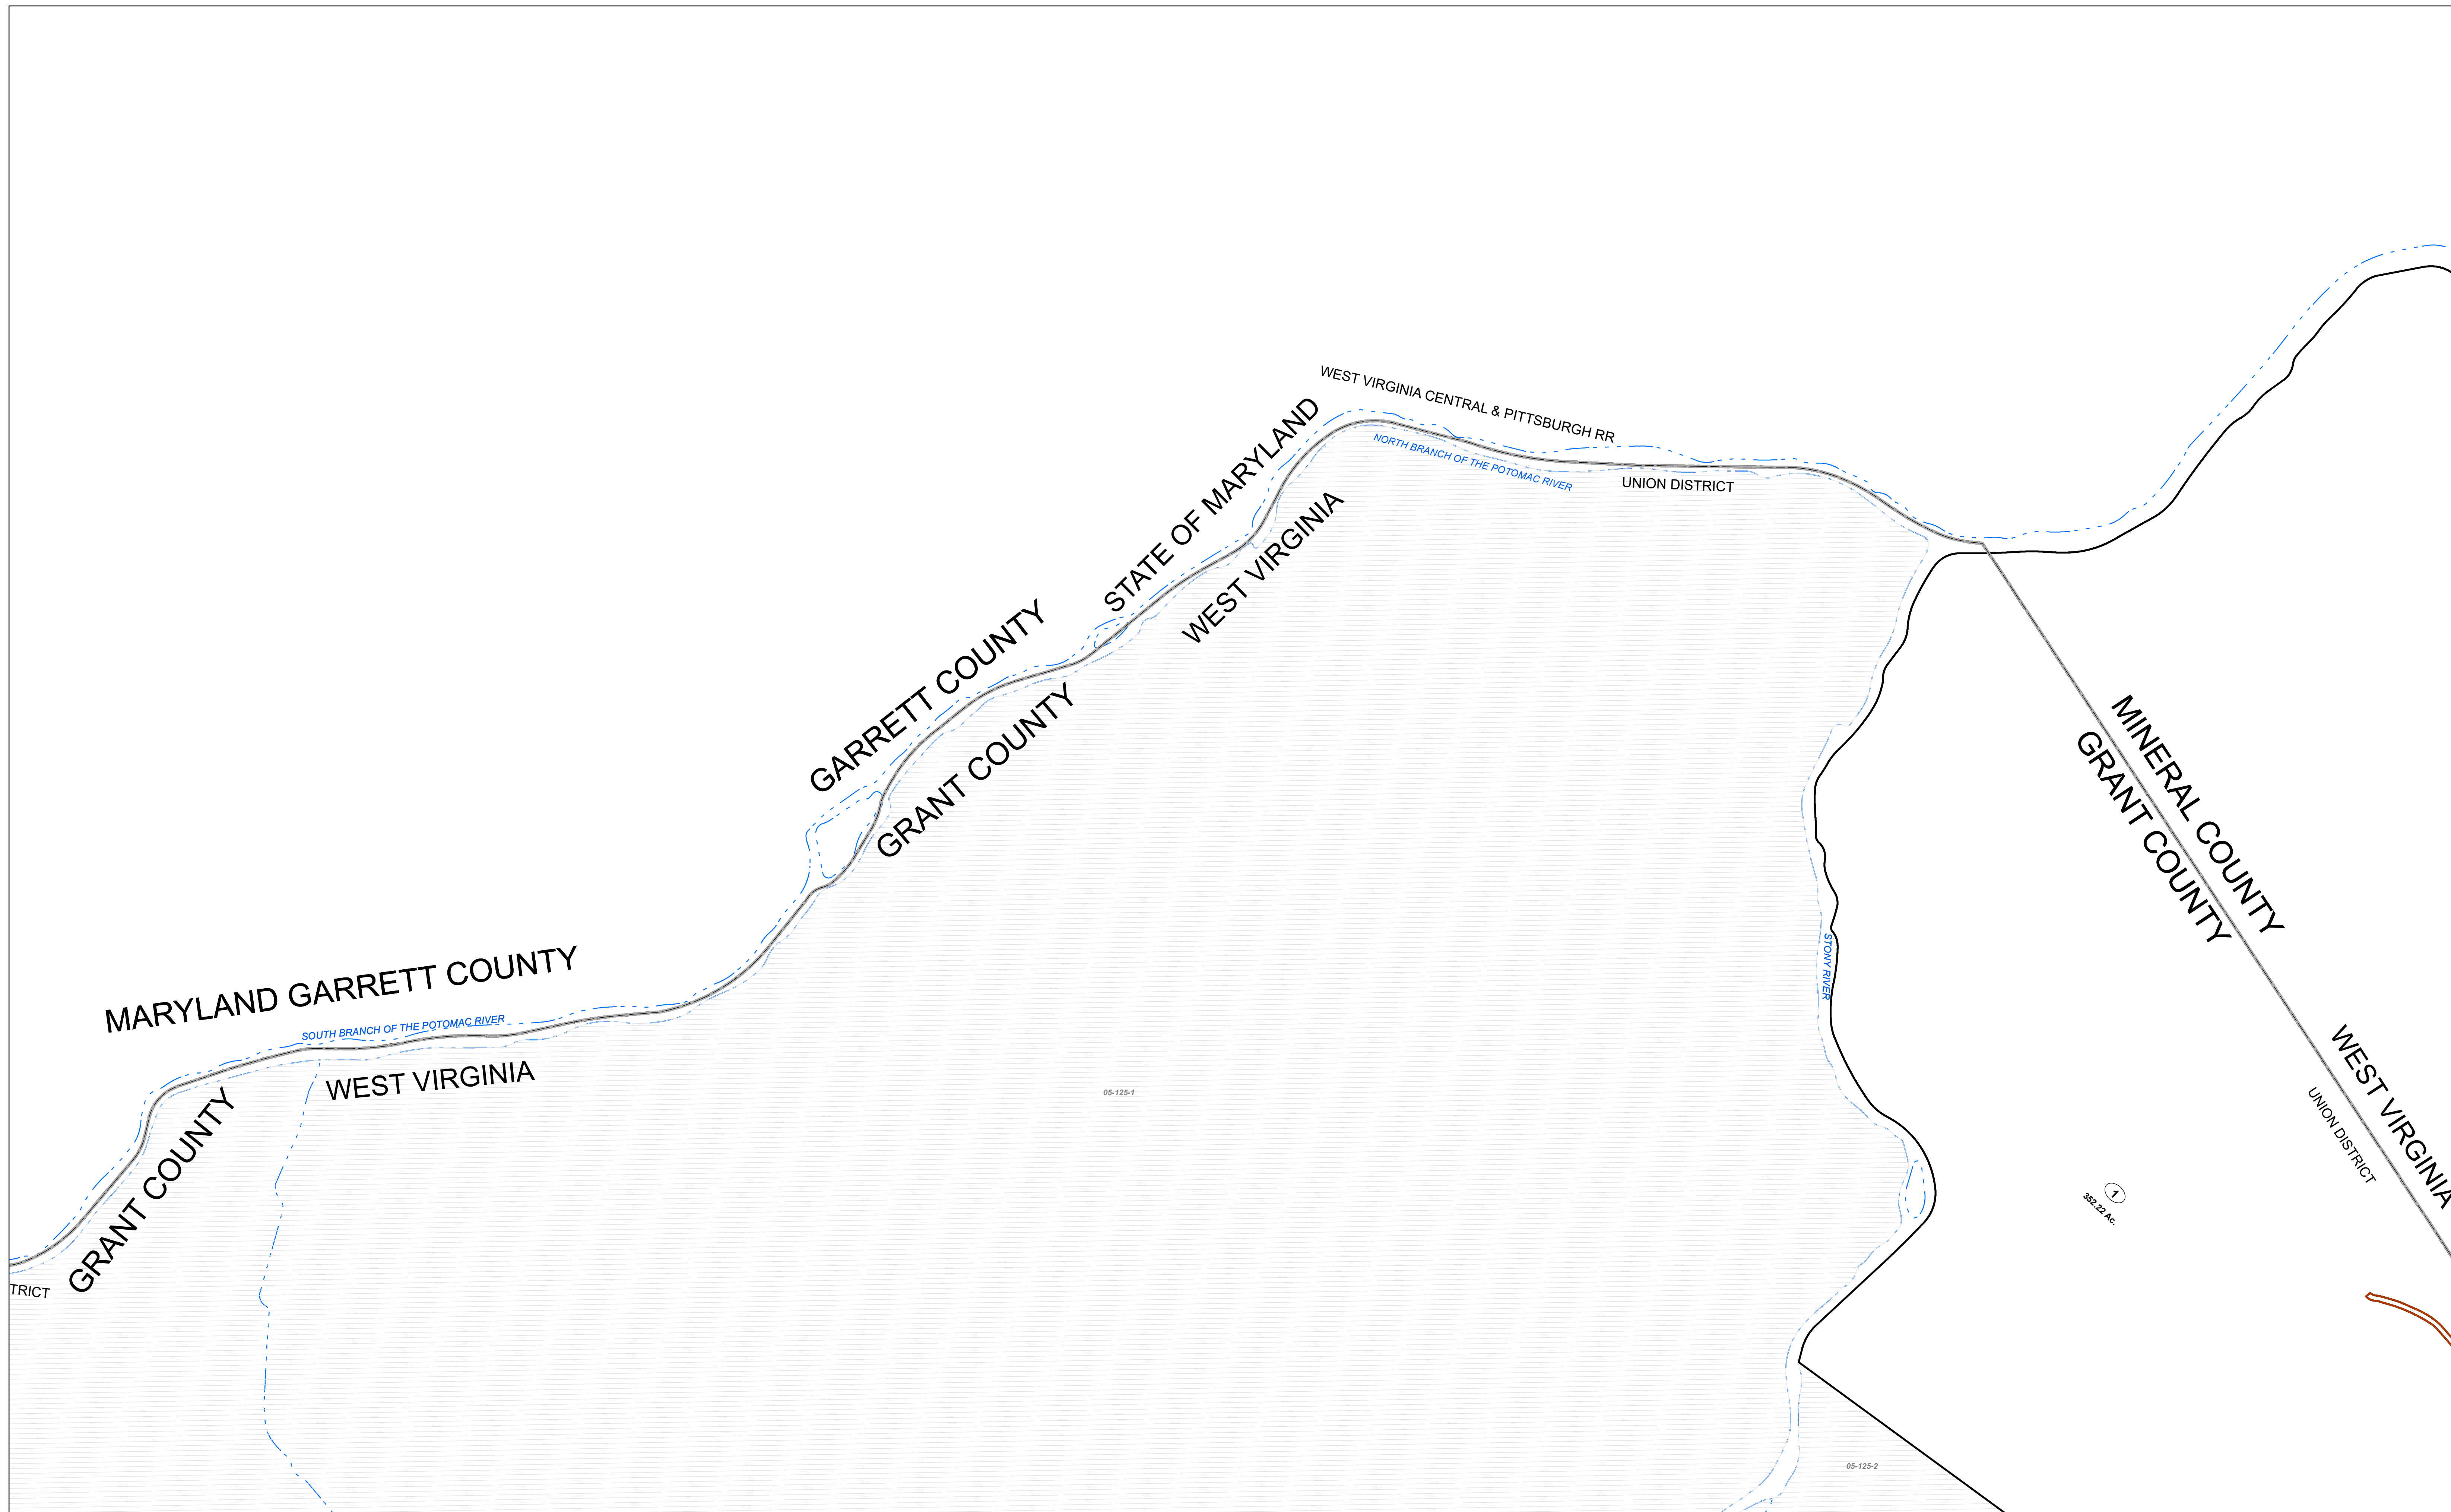 WEST VIRGINIA CENTRAL & PITTSBURGH RR
STATE OF MARYLAND
NORTH BRANCH OF THE POTOMAC RIVER
UNION DISTRICT
WEST VIRGINIA
GARRETT COUNTY
GRANT COUNTY
MINERAL COUNTY
GRANT COUNTY
STONY RIVER
MARYLAND GARRETT COUNTY
SOUTH BRANCH OF THE POTOMAC RIVER
WEST VIRGINIA
GRANT COUNTY
TRICT
05-125-1
WEST VIRGINIA
UNION DISTRICT
1
352.22 Ac.
05-125-2